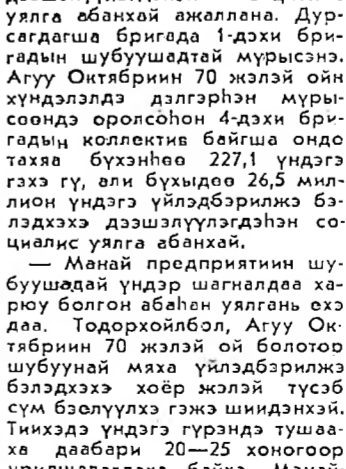 уялга абанхай ажаллана. Дур-
сагдагша бригада 1-дэхи бри-
гадын шубуушадтай мүрысэнэ.
Агуу Октябриин 70 жэлэй ойн
хүндэлэлдэ дэлгэрһэн мүры-
сөөндэ оролсоһон 4-дэхи бри-
гадын коллектив байгша ондо
тахяа бүхэнһөө 227,1 үндэгэ
гэхэ гү, али бүхыдөө 26,5 мил-
лион үндэгэ үйлэдбэрилжэ бэ-
лэдхэхэ дээшэлүүлэгдэһэн со-
циалис уялга абанхай.
— Манай предприятиин шу-
буушадай үндэр шагналдаа ха-
рюу болгон абаһан уялгань ехэ
даа. Тодорхойлбол, Агуу Ок-
тябриин 70 жэлэй ой болотор
шубуунай мяха үйлэдбэрилжэ
бэлэдхэхэ хоёр жэлэй түсэб
сүм бэелүүлхэ гэжэ шиидэнхэй.
Тиихэдэ үндэгэ гүрэндэ тушаа-
ха даабари 20—25 хоногоор